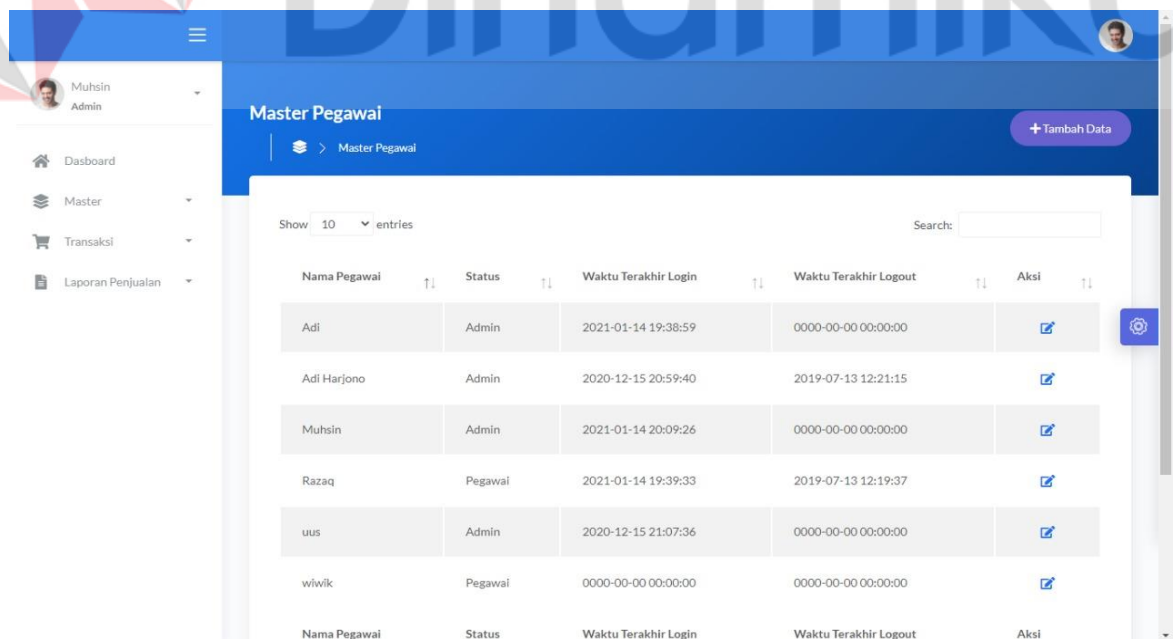 Dinamika
Muhsin
Admin
Master Pegawai
+Tambah Data
> Master Pegawai
Dasboard
Master
Transaksi
Laporan Penjualan
Show 10 entries
Search:
Nama Pegawai Status Waktu Terakhir Login Waktu Terakhir Logout Aksi
Adi Admin 2021-01-14 19:38:59 0000-00-00 00:00:00
Adi Harjono Admin 2020-12-15 20:59:40 2019-07-13 12:21:15
Muhsin Admin 2021-01-14 20:09:26 0000-00-00 00:00:00
Razaq Pegawai 2021-01-14 19:39:33 2019-07-13 12:19:37
uus Admin 2020-12-15 21:07:36 0000-00-00 00:00:00
wiwik Pegawai 0000-00-00 00:00:00 0000-00-00 00:00:00
Nama Pegawai Status Waktu Terakhir Login Waktu Terakhir Logout Aksi